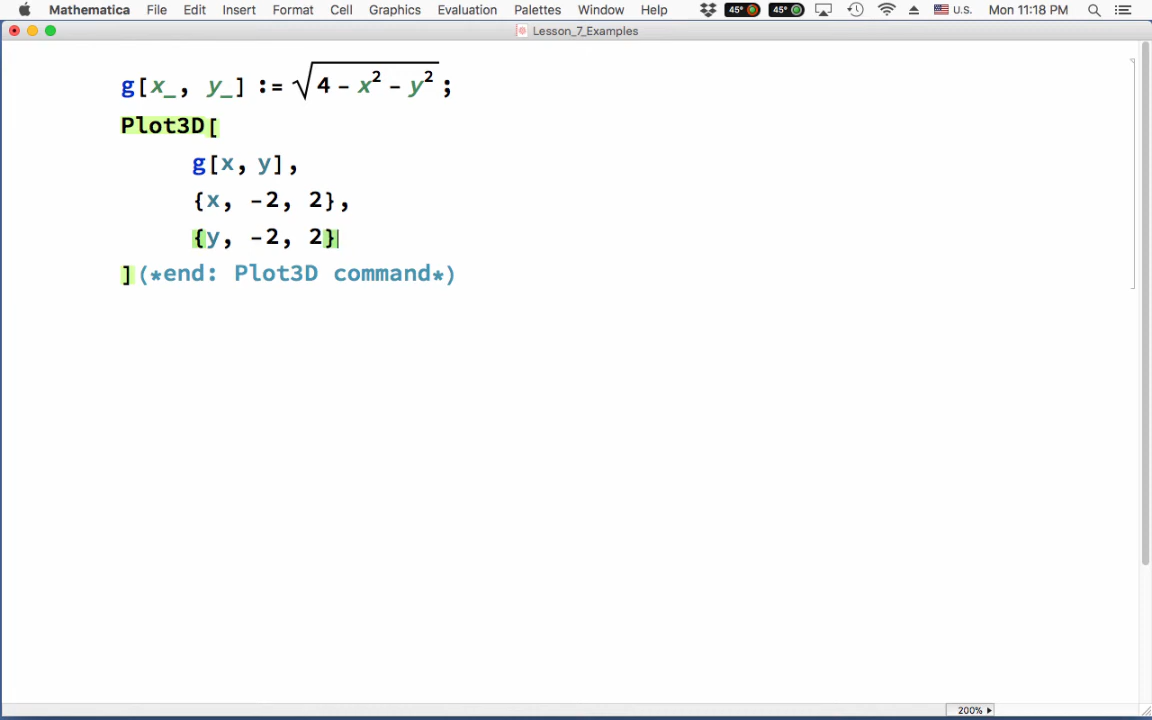 Mathematica File Edit Insert Format Cell Graphics Evaluation Palettes Window Help 45° 45° U.S. Mon 11:18 PM
Lesson_7_Examples
g[x_, y_] := √4 - x² - y² ;
Plot3D[
g[x, y],
{x, -2, 2},
{y, -2, 2}
](*end: Plot3D command*)
200%